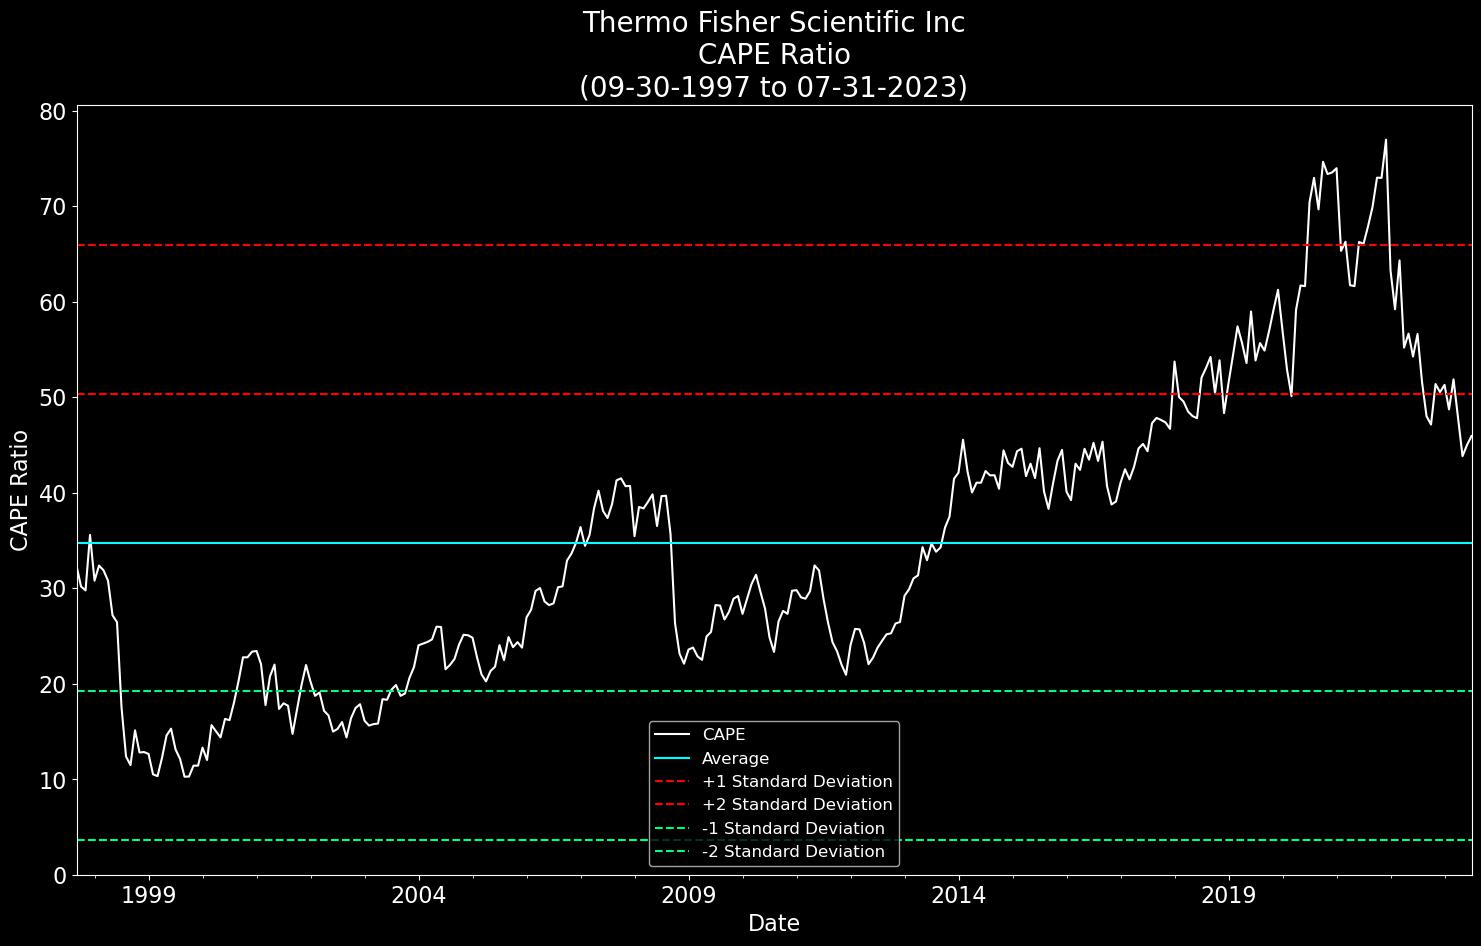 Thermo Fisher Scientific Inc
CAPE Ratio
(09-30-1997 to 07-31-2023)
80
70
60
50
40
30
20
10
0
CAPE Ratio
CAPE
Average
+1 Standard Deviation
+2 Standard Deviation
-1 Standard Deviation
-2 Standard Deviation
1999
2004
2009
2014
2019
Date